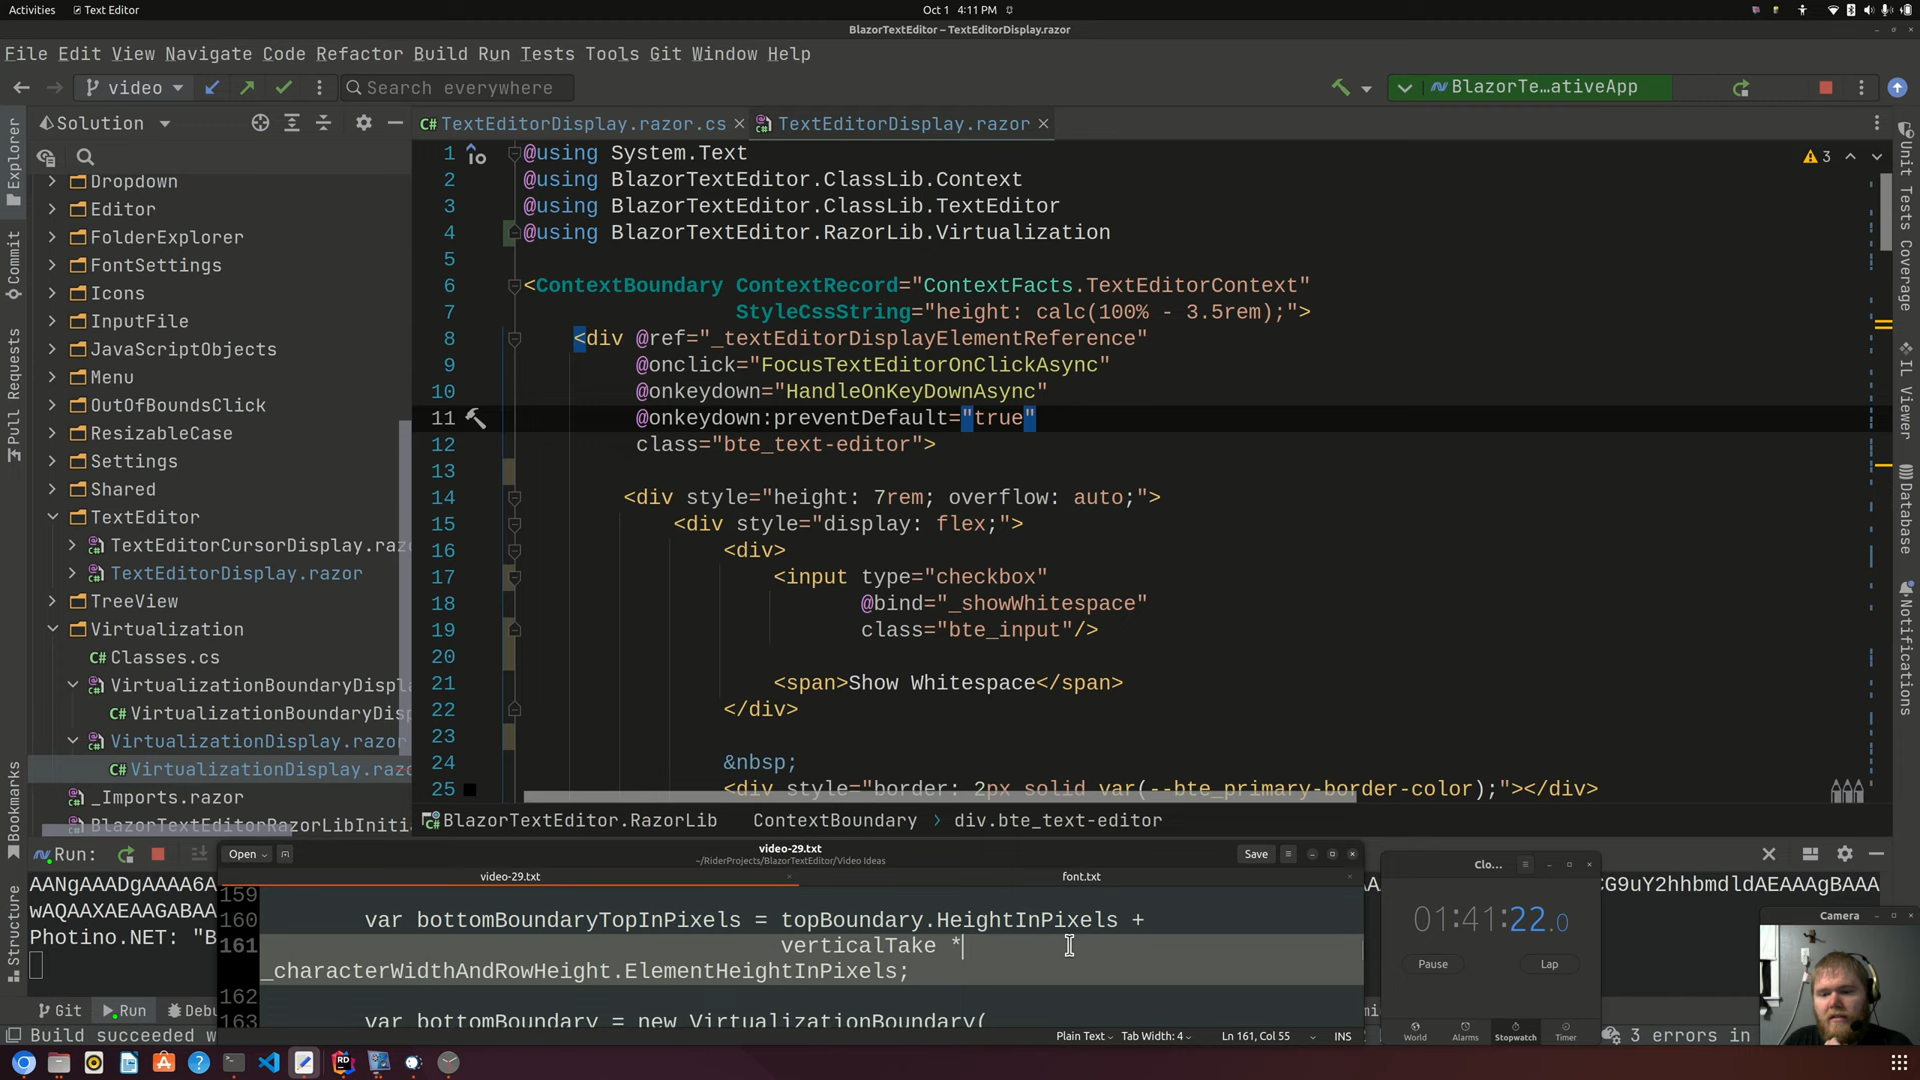 Activities
Text Editor
Oct 1 4:11 PM
BlazorTextEditor – TextEditorDisplay.razor
File Edit View Navigate Code Refactor Build Run Tests Tools Git Window Help
video
Search everywhere
BlazorTe…ativeApp
Solution
TextEditorDisplay.razor.cs
TextEditorDisplay.razor
Explorer
Commit
Pull Requests
Bookmarks
Structure
Dropdown
Editor
FolderExplorer
FontSettings
Icons
InputFile
JavaScriptObjects
Menu
OutOfBoundsClick
ResizableCase
Settings
Shared
TextEditor
TextEditorCursorDisplay.razo
TextEditorDisplay.razor
TreeView
Virtualization
Classes.cs
VirtualizationBoundaryDispl
VirtualizationBoundaryDis
VirtualizationDisplay.razor
VirtualizationDisplay.razo
_Imports.razor
BlazorTextEditorRazorLibIniti
3
1 @using System.Text
2 @using BlazorTextEditor.ClassLib.Context
3 @using BlazorTextEditor.ClassLib.TextEditor
4 @using BlazorTextEditor.RazorLib.Virtualization
5
6 <ContextBoundary ContextRecord="ContextFacts.TextEditorContext"
7 StyleCssString="height: calc(100% - 3.5rem);">
8 <div @ref="_textEditorDisplayElementReference"
9 @onclick="FocusTextEditorOnClickAsync"
10 @onkeydown="HandleOnKeyDownAsync"
11 @onkeydown:preventDefault="true"
12 class="bte_text-editor">
13
14 <div style="height: 7rem; overflow: auto;">
15 <div style="display: flex;">
16 <div>
17 <input type="checkbox"
18 @bind="_showWhitespace"
19 class="bte_input"/>
20
21 <span>Show Whitespace</span>
22 </div>
23
24 &nbsp;
25 <div style="border: 2px solid var(--bte_primary-border-color);"></div>
Unit Tests Coverage
IL Viewer
Database
Notifications
BlazorTextEditor.RazorLib
ContextBoundary > div.bte_text-editor
Run:
Open
video-29.txt
~/RiderProjects/BlazorTextEditor/Video Ideas
Save
video-29.txt
font.txt
159
160 var bottomBoundaryTopInPixels = topBoundary.HeightInPixels +
161 verticalTake *
_characterWidthAndRowHeight.ElementHeightInPixels;
162
163 var bottomBoundary = new VirtualizationBoundary(
Plain Text
Tab Width: 4
Ln 161, Col 55
INS
AANgAAADgAAAA6A
wAQAAXAEAAGABAA
Photino.NET: "B
G9uY2hhbmdldAEAAAgBAAA
Git
Run
Debu
Build succeeded w
3 errors in
Clo…
01:41:22.0
Pause
Lap
World
Alarms
Stopwatch
Timer
Camera
RD